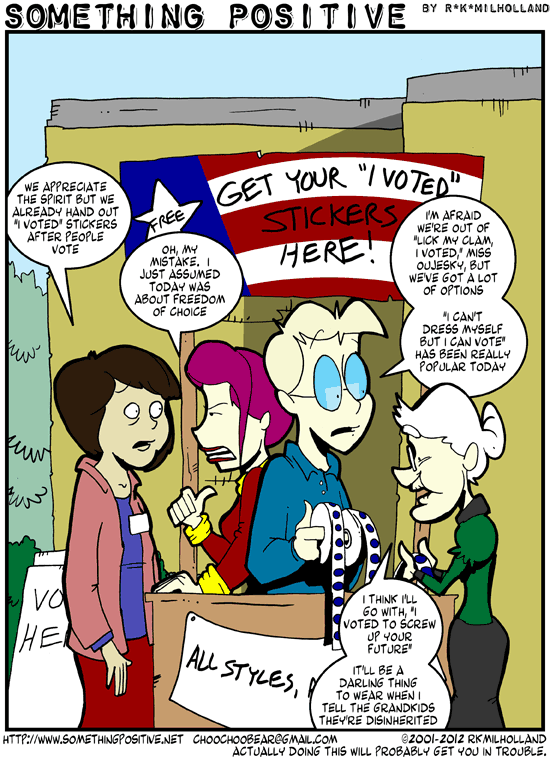 SOMETHING POSITIVE BY R*K*MILHOLLAND
GET YOUR "I VOTED"
STICKERS
HERE!
FREE
WE APPRECIATE
THE SPIRIT BUT WE
ALREADY HAND OUT
"I VOTED" STICKERS
AFTER PEOPLE
VOTE
OH, MY
MISTAKE. I
JUST ASSUMED
TODAY WAS
ABOUT FREEDOM
OF CHOICE
I'M AFRAID
WE'RE OUT OF
"LICK MY CLAM,
I VOTED," MISS
OUJESKY, BUT
WE'VE GOT A LOT
OF OPTIONS
"I CAN'T
DRESS MYSELF
BUT I CAN VOTE"
HAS BEEN REALLY
POPULAR TODAY
I THINK I'LL
GO WITH, "I
VOTED TO SCREW
UP YOUR
FUTURE"
IT'LL BE A
DARLING THING
TO WEAR WHEN I
TELL THE GRANDKIDS
THEY'RE DISINHERITED
VO
HE
ALL STYLES,
HTTP://WWW.SOMETHINGPOSITIVE.NET CHOOCHOOBEAR@GMAIL.COM ©2001-2012 RKMILHOLLAND
ACTUALLY DOING THIS WILL PROBABLY GET YOU IN TROUBLE.